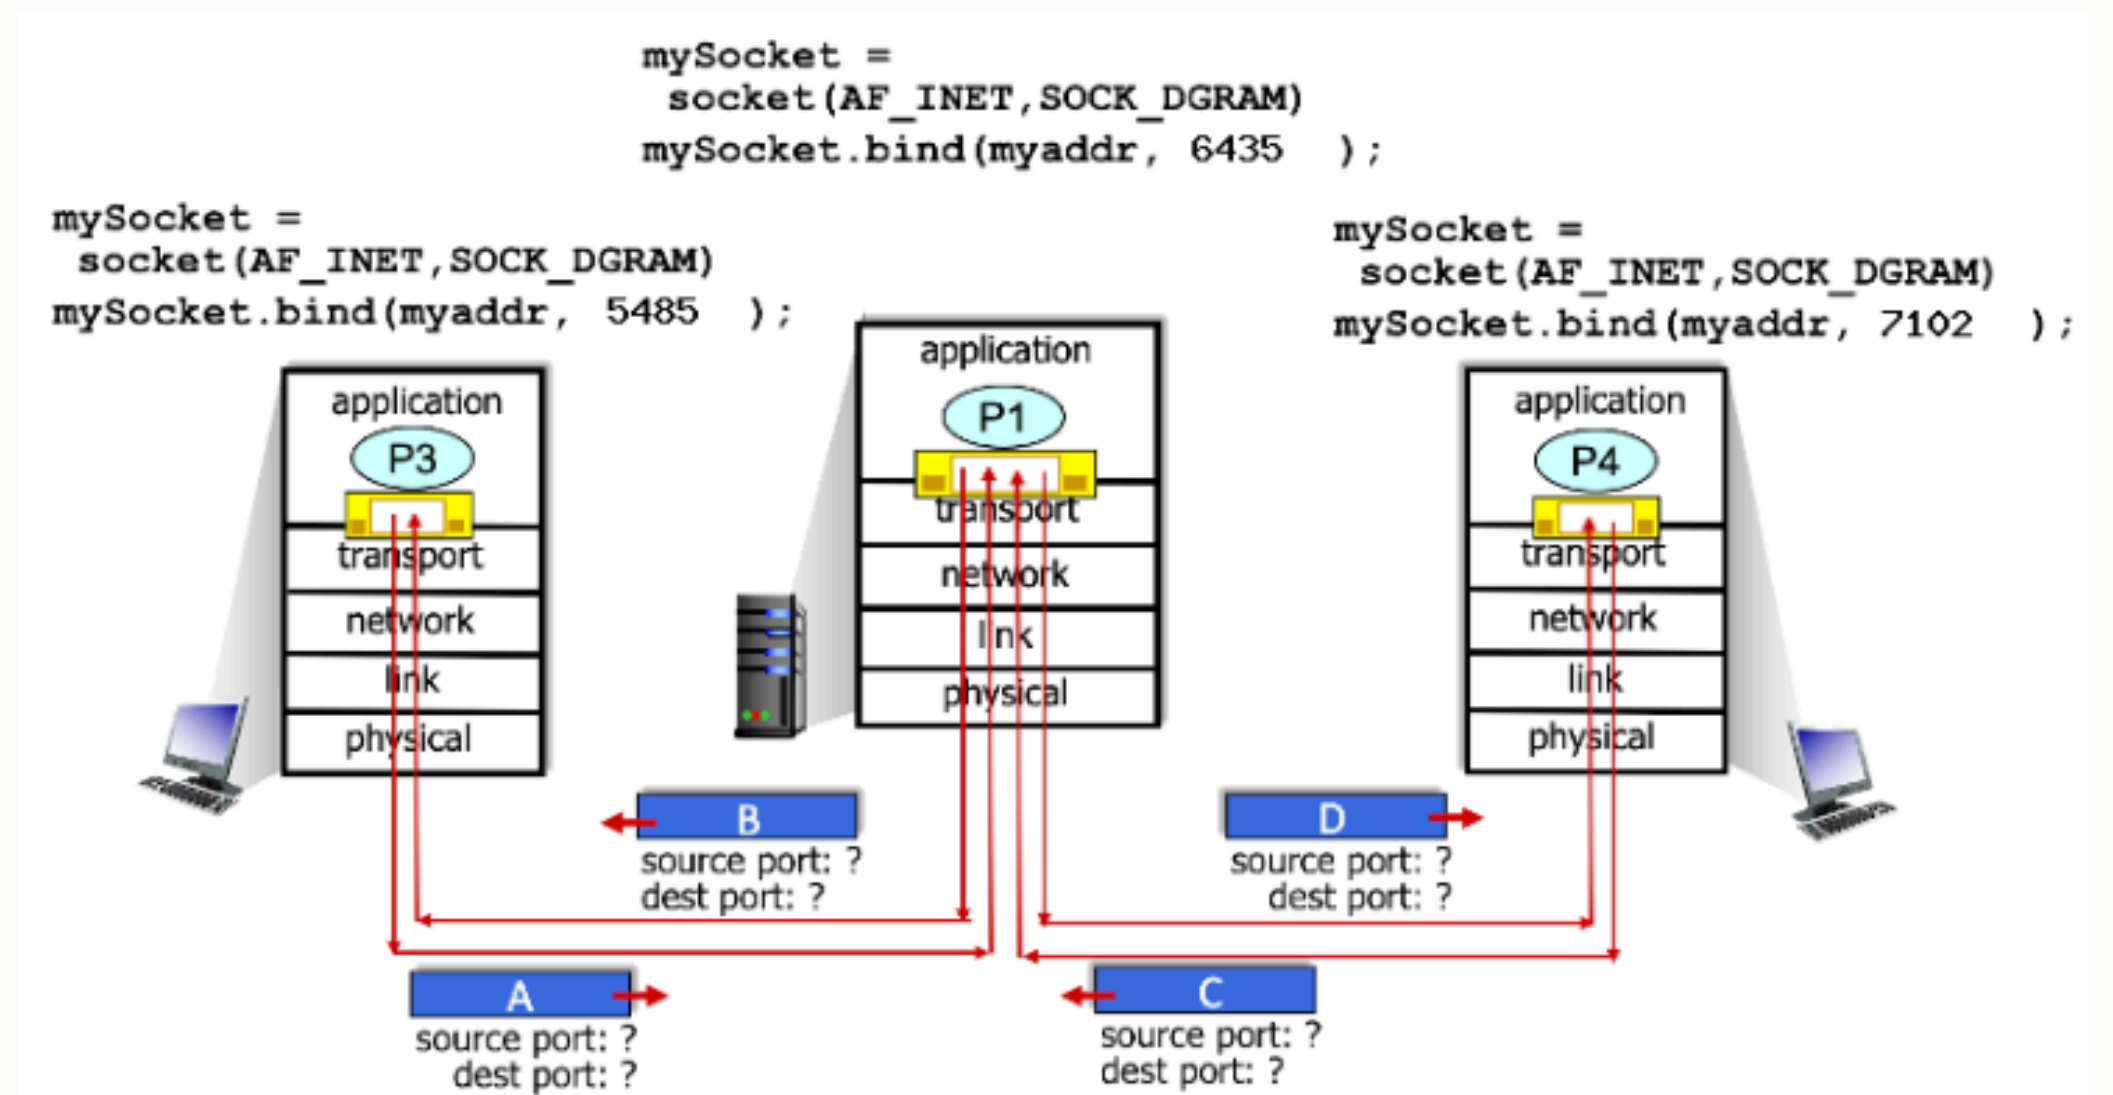 mySocket =
socket(AF_INET,SOCK_DGRAM)
mySocket.bind(myaddr, 6435 );
mySocket =
socket(AF_INET,SOCK_DGRAM)
mySocket.bind(myaddr, 5485 );
mySocket =
socket(AF_INET,SOCK_DGRAM)
mySocket.bind(myaddr, 7102 );
application
P3
transport
network
link
physical
application
P1
transport
network
link
physical
application
P4
transport
network
link
physical
B
source port: ?
dest port: ?
D
source port: ?
dest port: ?
A
source port: ?
dest port: ?
C
source port: ?
dest port: ?